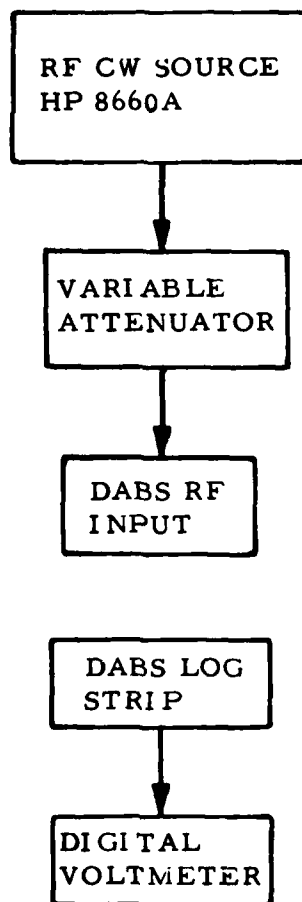 RF CW SOURCE
HP 8660A
VARIABLE
ATTENUATOR
DABS RF
INPUT
DABS LOG
STRIP
DIGITAL
VOLTMETER